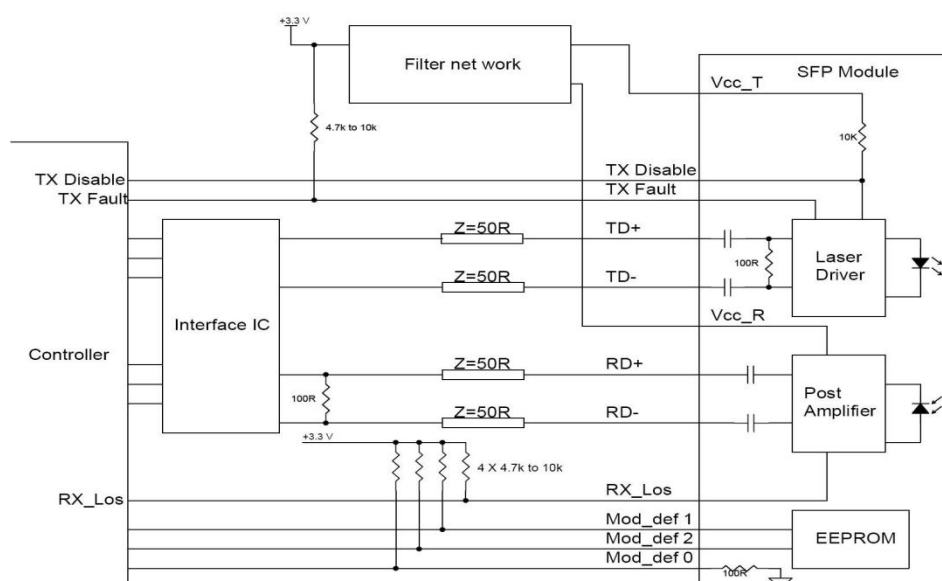 +3.3 V
Filter net work
SFP Module
Vcc_T
4.7k to 10k
10K
TX Disable
TX Disable
TX Fault
TX Fault
Z=50R
TD+
100R
Laser
Driver
Z=50R
TD-
Interface IC
Vcc_R
Controller
Z=50R
RD+
100R
Post
Amplifier
Z=50R
RD-
+3.3 V
4 X 4.7k to 10k
RX_Los
RX_Los
Mod_def 1
Mod_def 2
EEPROM
Mod_def 0
100R